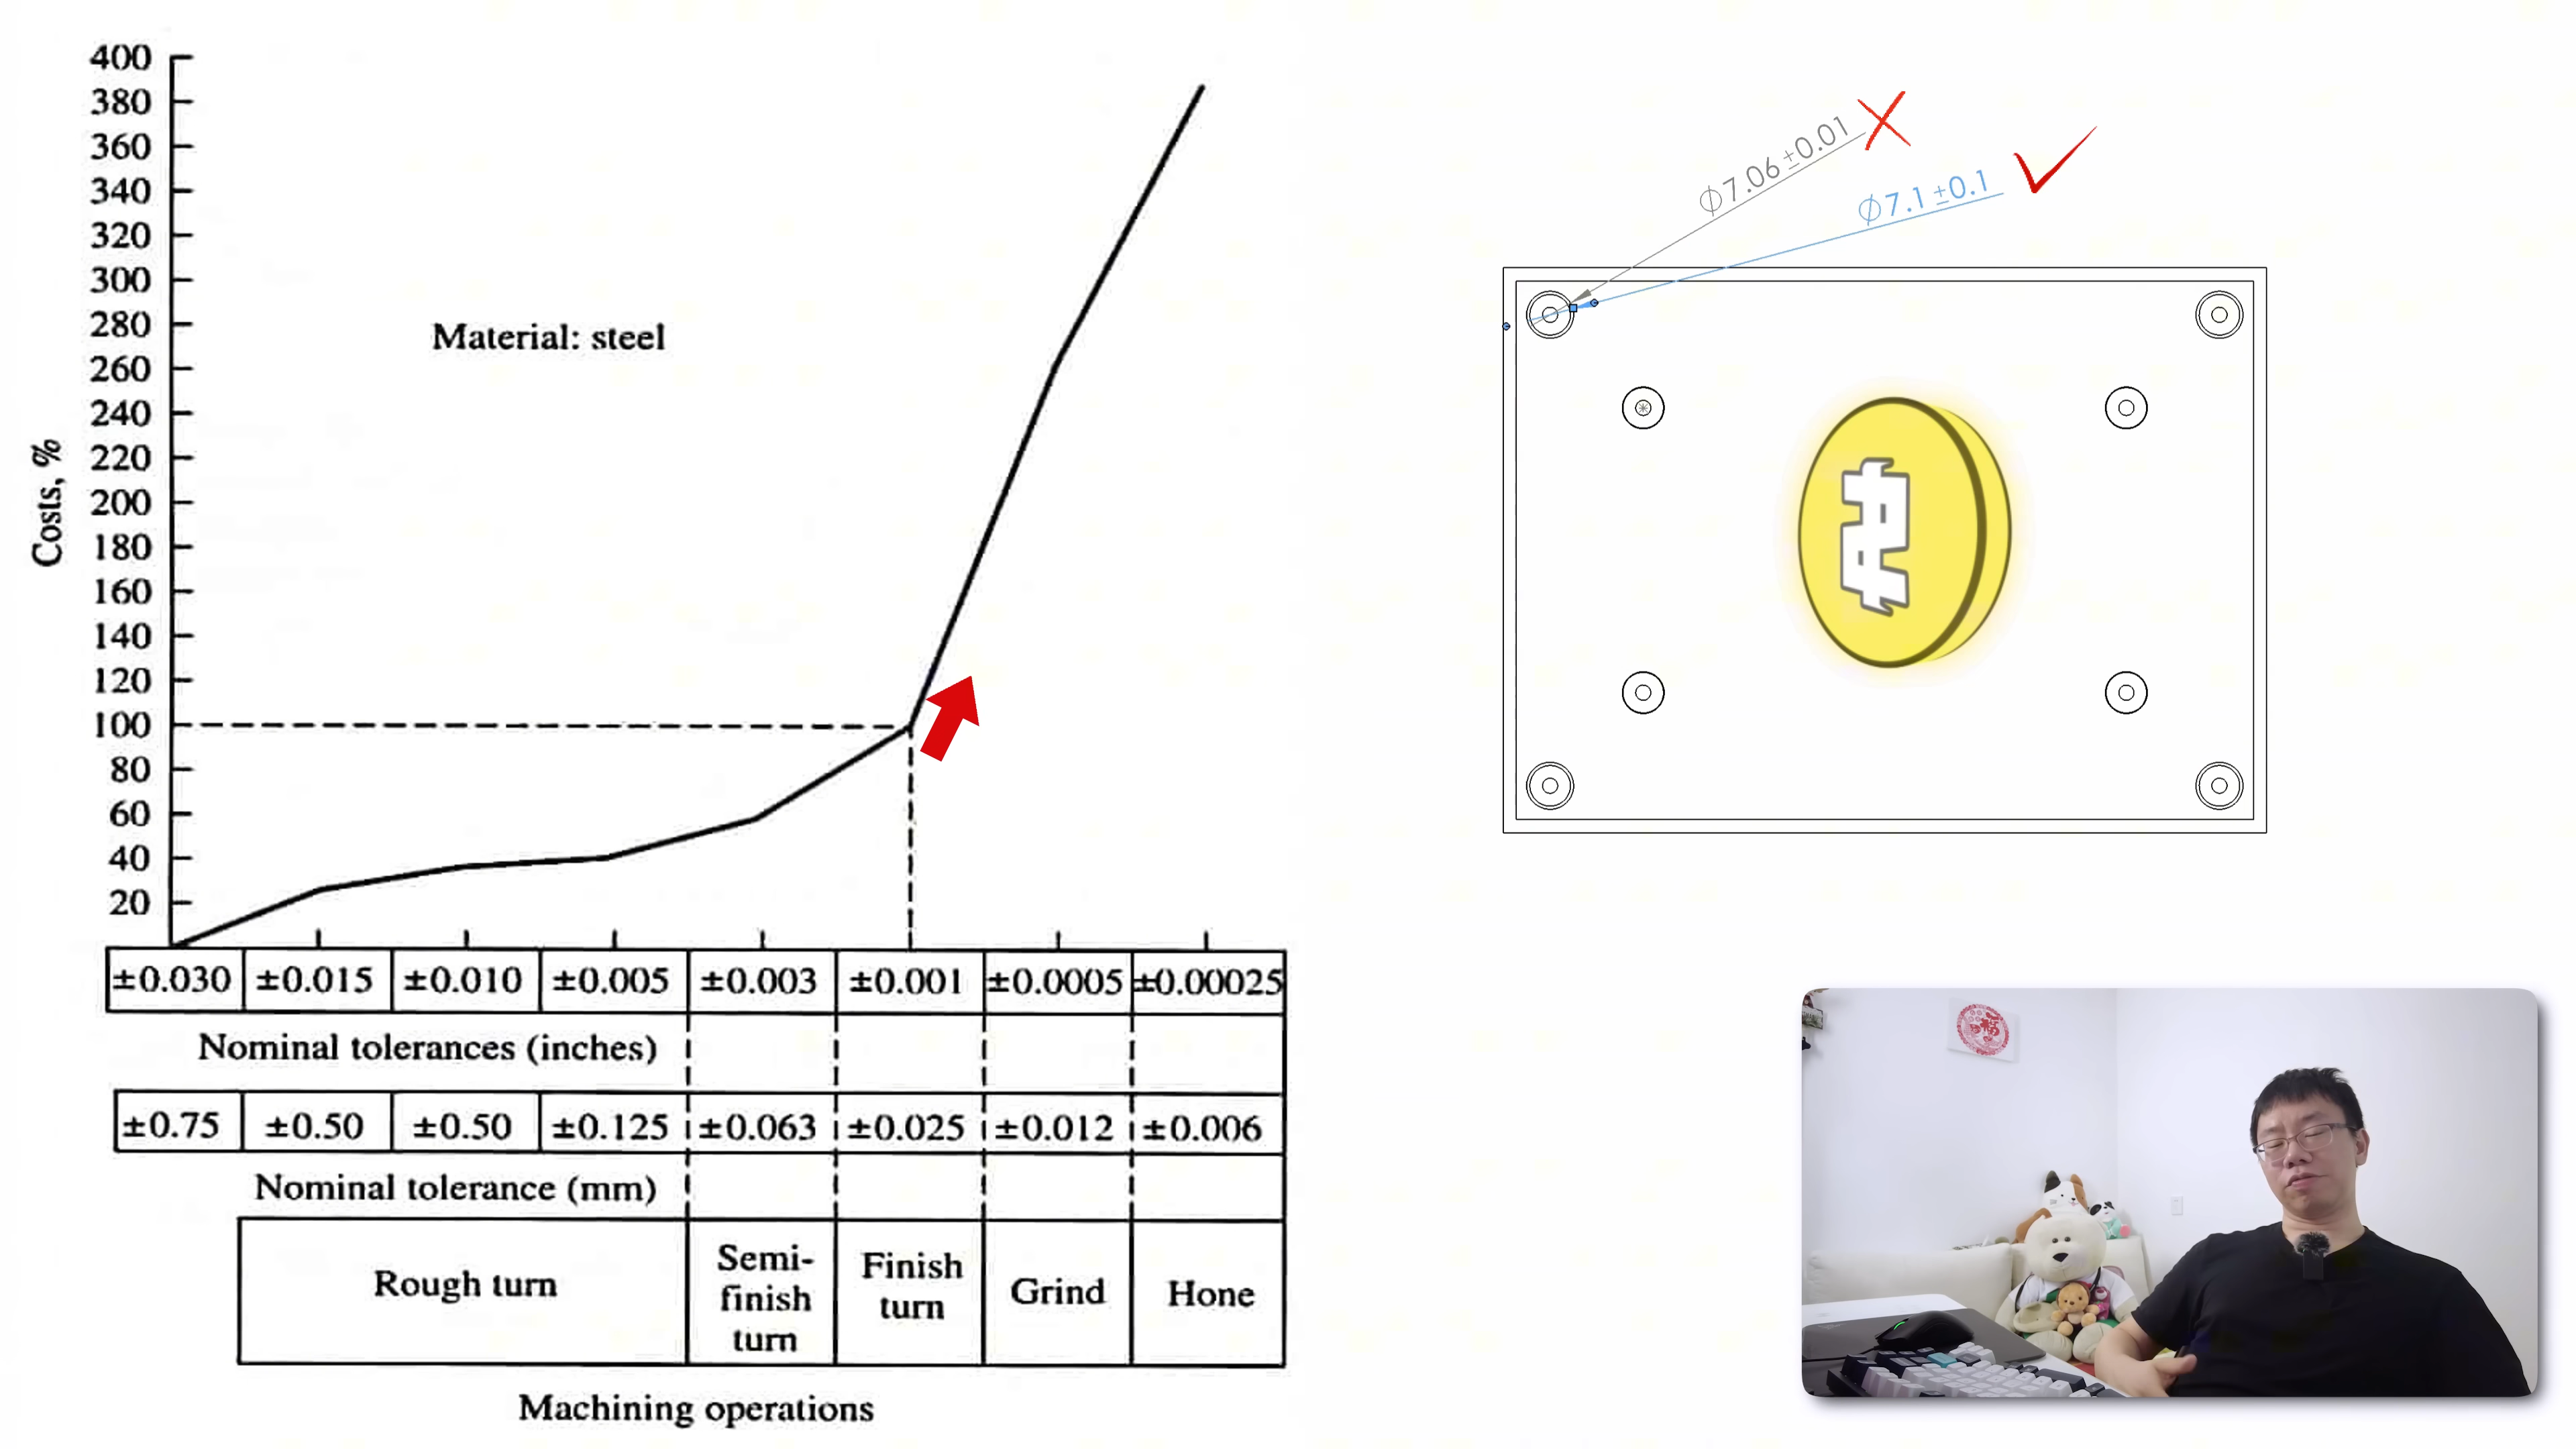 400
380
360
340
320
300
280
260
240
220
200
180
160
140
120
100
80
60
40
20
Costs, %
Material: steel
±0.030 ±0.015 ±0.010 ±0.005 ±0.003 ±0.001 ±0.0005 ±0.00025
Nominal tolerances (inches)
±0.75 ±0.50 ±0.50 ±0.125 ±0.063 ±0.025 ±0.012 ±0.006
Nominal tolerance (mm)
Rough turn
Semi-
finish
turn
Finish
turn
Grind
Hone
Machining operations
∅7.06±0.01
∅7.1±0.1
福